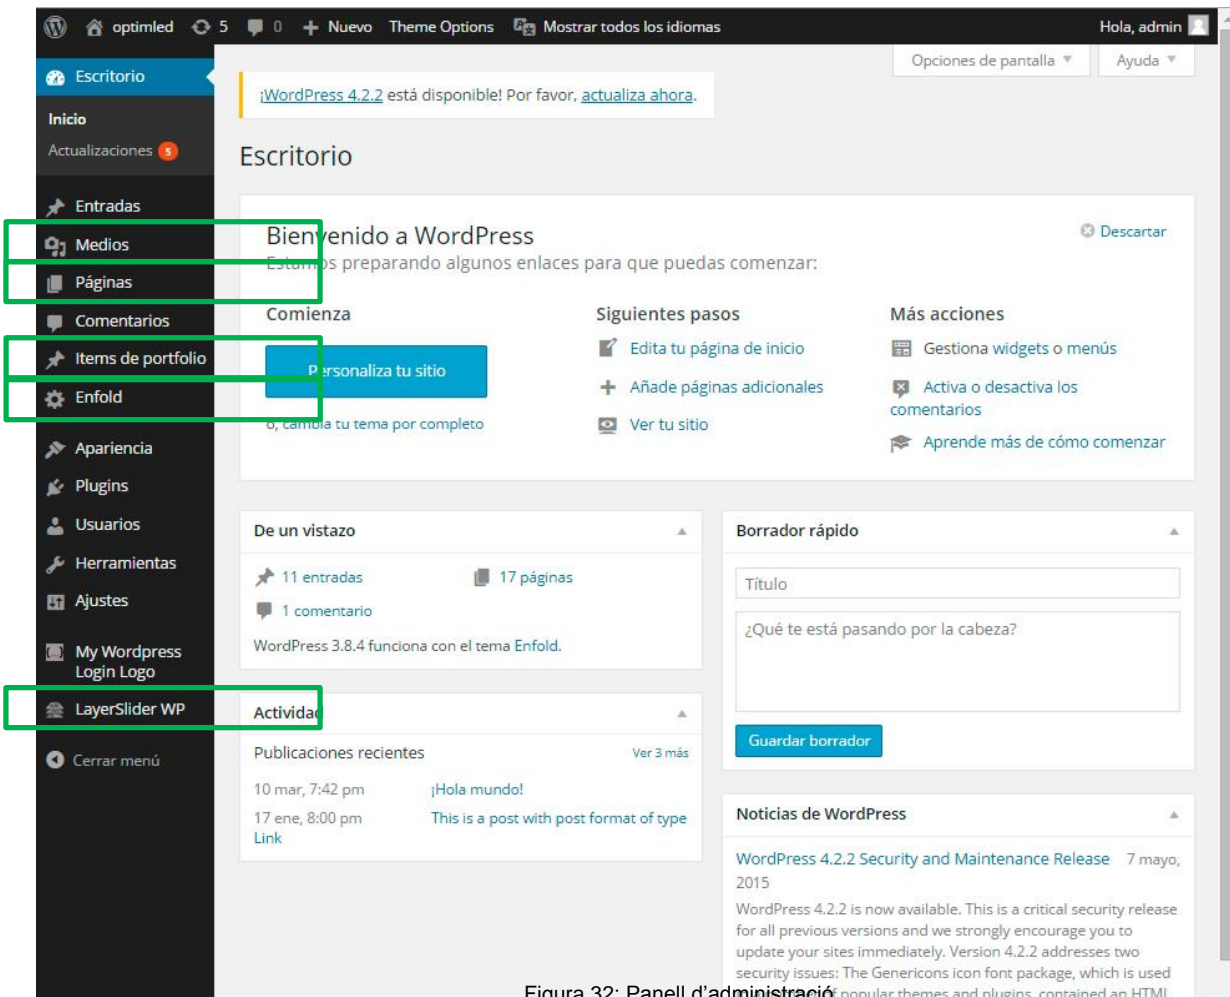 optimled 5 0 + Nuevo Theme Options Mostrar todos los idiomas Hola, admin
Opciones de pantalla Ayuda
Escritorio
Inicio
Actualizaciones 5
Entradas
Medios
Páginas
Comentarios
Items de portfolio
Enfold
Apariencia
Plugins
Usuarios
Herramientas
Ajustes
My Wordpress
Login Logo
LayerSlider WP
Cerrar menú
¡WordPress 4.2.2 está disponible! Por favor, actualiza ahora.
Escritorio
Bienvenido a WordPress
Descartar
Estamos preparando algunos enlaces para que puedas comenzar:
Comienza
Personaliza tu sitio
o, cambia tu tema por completo
Siguientes pasos
Edita tu página de inicio
Añade páginas adicionales
Ver tu sitio
Más acciones
Gestiona widgets o menús
Activa o desactiva los
comentarios
Aprende más de cómo comenzar
De un vistazo
11 entradas 17 páginas
1 comentario
WordPress 3.8.4 funciona con el tema Enfold.
Actividad
Publicaciones recientes Ver 3 más
10 mar, 7:42 pm ¡Hola mundo!
17 ene, 8:00 pm This is a post with post format of type
Link
Borrador rápido
Título
¿Qué te está pasando por la cabeza?
Guardar borrador
Noticias de WordPress
WordPress 4.2.2 Security and Maintenance Release 7 mayo,
2015
WordPress 4.2.2 is now available. This is a critical security release
for all previous versions and we strongly encourage you to
update your sites immediately. Version 4.2.2 addresses two
security issues: The Genericons icon font package, which is used
popular themes and plugins, contained an HTML
Figura 32: Panell d'administració